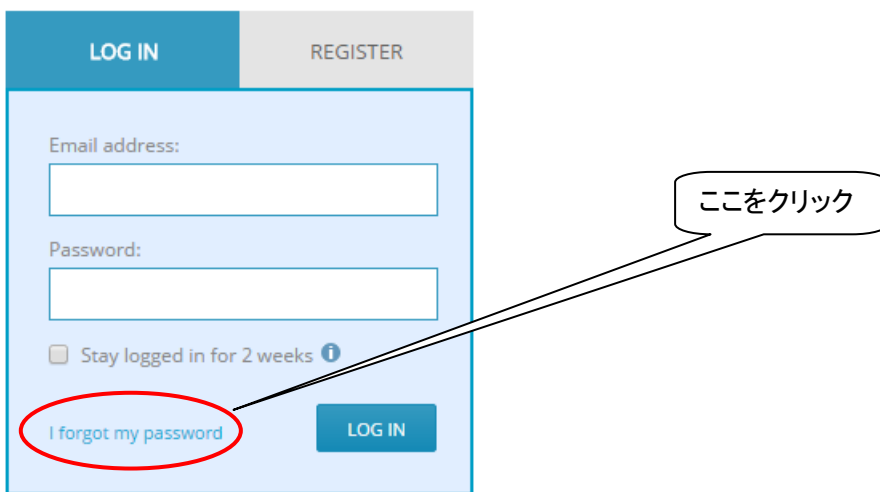 LOG IN
REGISTER
Email address:
ここをクリック
Password:
Stay logged in for 2 weeks
I forgot my password
LOG IN